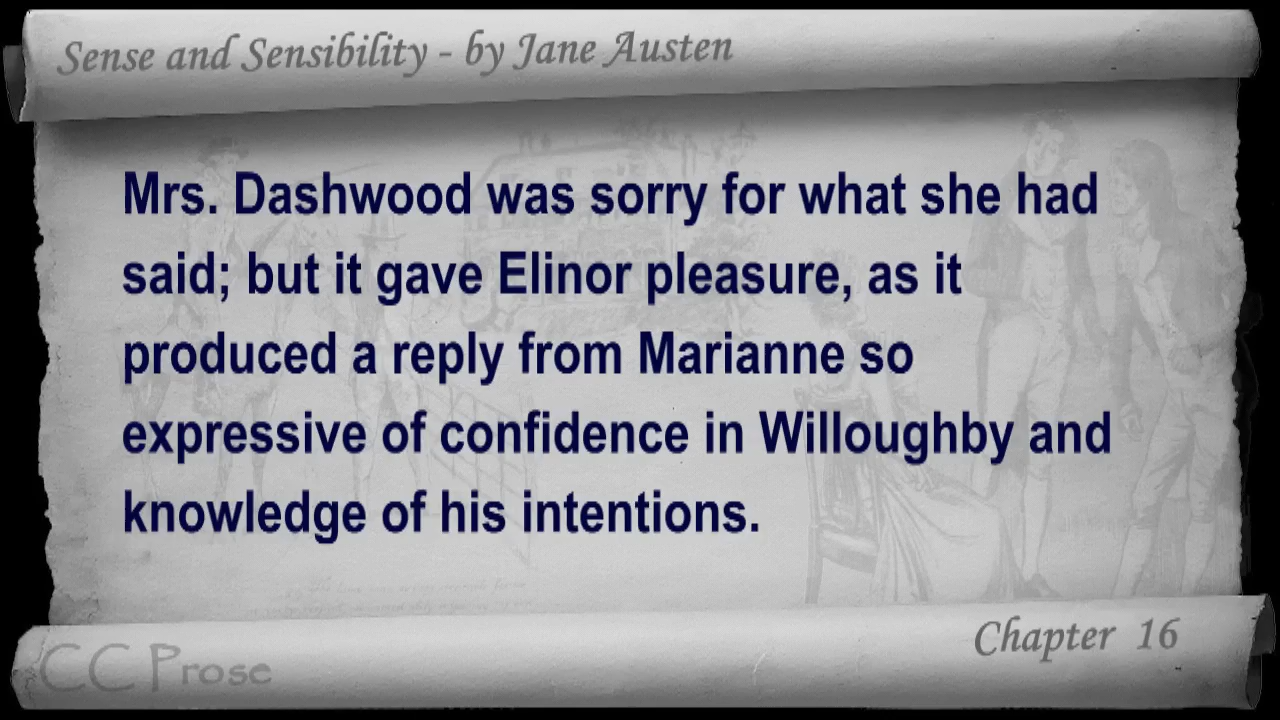 Sense and Sensibility - by Jane Austen
Mrs. Dashwood was sorry for what she had
said; but it gave Elinor pleasure, as it
produced a reply from Marianne so
expressive of confidence in Willoughby and
knowledge of his intentions.
Chapter 16
CC Prose